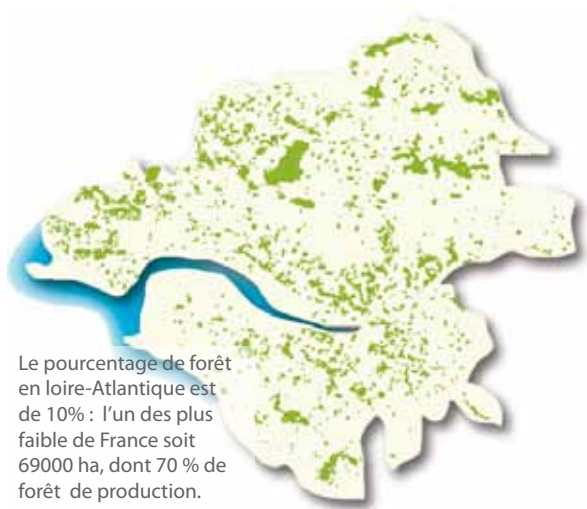 Le pourcentage de forêt
en loire-Atlantique est
de 10% : l'un des plus
faible de France soit
69000 ha, dont 70 % de
forêt de production.